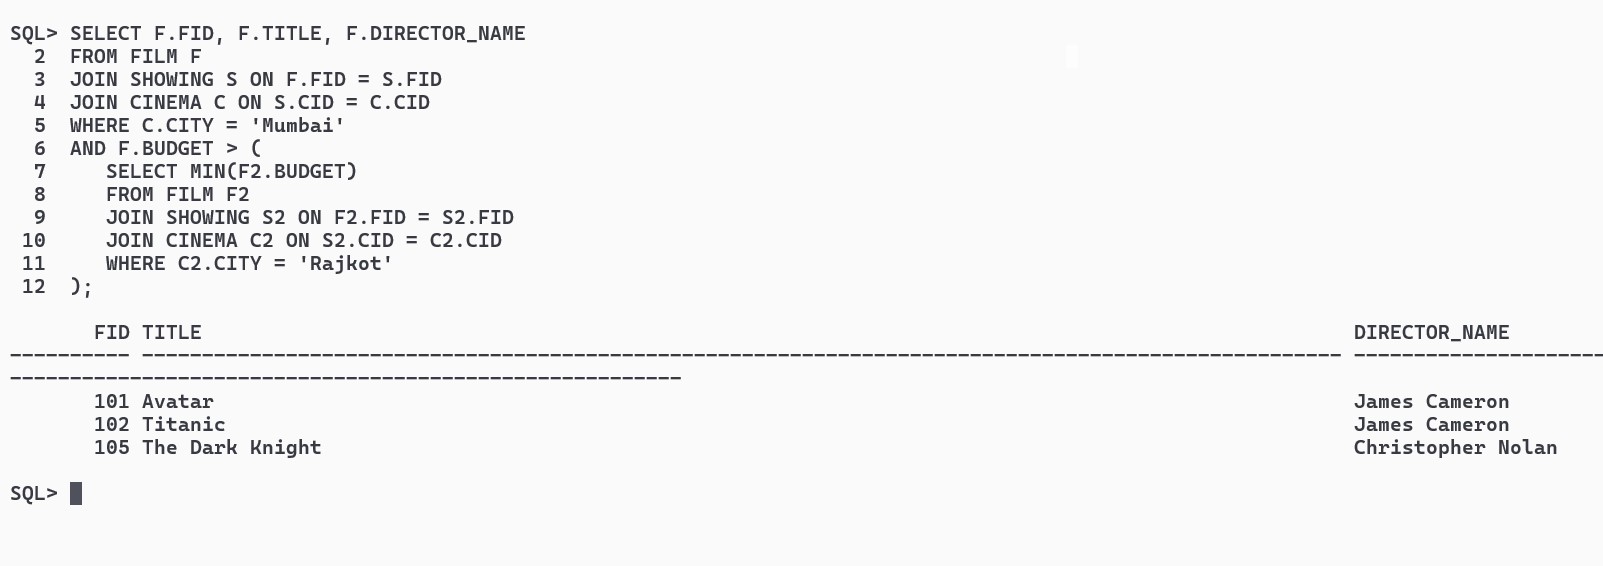 SQL> SELECT F.FID, F.TITLE, F.DIRECTOR_NAME
  2  FROM FILM F
  3  JOIN SHOWING S ON F.FID = S.FID
  4  JOIN CINEMA C ON S.CID = C.CID
  5  WHERE C.CITY = 'Mumbai'
  6  AND F.BUDGET > (
  7     SELECT MIN(F2.BUDGET)
  8     FROM FILM F2
  9     JOIN SHOWING S2 ON F2.FID = S2.FID
 10     JOIN CINEMA C2 ON S2.CID = C2.CID
 11     WHERE C2.CITY = 'Rajkot'
 12  );
       FID TITLE DIRECTOR_NAME
---------- ---------------------------------------------------------------------------------------------------- ---------------------
--------------------------------------------------------
       101 Avatar James Cameron
       102 Titanic James Cameron
       105 The Dark Knight Christopher Nolan
SQL>